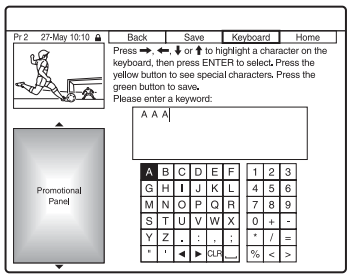 Pr 2 27-May 10:10 Back Save Keyboard Home
Press ➡, ⬅, ⬇ or ⬆ to highlight a character on the
keyboard, then press ENTER to select. Press the
yellow button to see special characters. Press the
green button to save.
Please enter a keyword:
A A A
Promotional
Panel
A B C D E F 1 2 3
G H I J K L 4 5 6
M N O P Q R 7 8 9
S T U V W X 0 + -
Y Z . : , ; * / =
" ' ◀ ▶ CLR ⎵ % < >